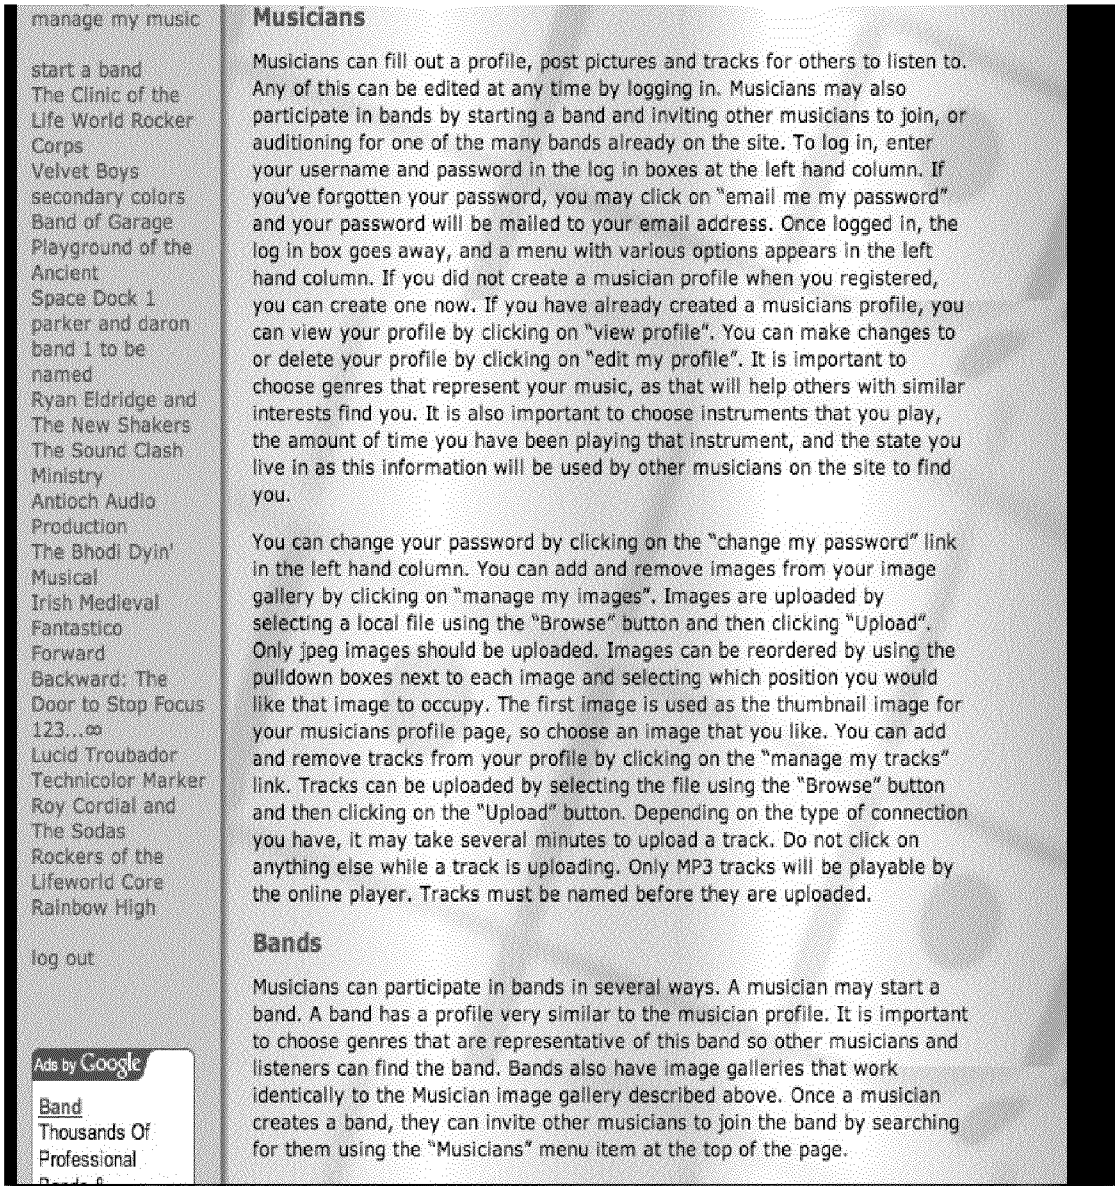 manage my music
start a band
The Clinic of the
Life World Rocker
Corps
Velvet Boys
secondary colors
Band of Garage
Playground of the
Ancient
Space Dock 1
parker and daron
band 1 to be
named
Ryan Eldridge and
The New Shakers
The Sound Clash
Ministry
Antioch Audio
Production
The Bhodi Dyin'
Musical
Irish Medieval
Fantastico
Forward
Backward: The
Door to Stop Focus
123...∞
Lucid Troubador
Technicolor Marker
Roy Cordial and
The Sodas
Rockers of the
Lifeworld Core
Rainbow High
log out
Ads by Google
Band
Thousands Of
Professional
Bands &
Musicians
Musicians can fill out a profile, post pictures and tracks for others to listen to.
Any of this can be edited at any time by logging in. Musicians may also
participate in bands by starting a band and inviting other musicians to join, or
auditioning for one of the many bands already on the site. To log in, enter
your username and password in the log in boxes at the left hand column. If
you've forgotten your password, you may click on "email me my password"
and your password will be mailed to your email address. Once logged in, the
log in box goes away, and a menu with various options appears in the left
hand column. If you did not create a musician profile when you registered,
you can create one now. If you have already created a musicians profile, you
can view your profile by clicking on "view profile". You can make changes to
or delete your profile by clicking on "edit my profile". It is important to
choose genres that represent your music, as that will help others with similar
interests find you. It is also important to choose instruments that you play,
the amount of time you have been playing that instrument, and the state you
live in as this information will be used by other musicians on the site to find
you.
You can change your password by clicking on the "change my password" link
in the left hand column. You can add and remove images from your image
gallery by clicking on "manage my images". Images are uploaded by
selecting a local file using the "Browse" button and then clicking "Upload".
Only jpeg images should be uploaded. Images can be reordered by using the
pulldown boxes next to each image and selecting which position you would
like that image to occupy. The first image is used as the thumbnail image for
your musicians profile page, so choose an image that you like. You can add
and remove tracks from your profile by clicking on the "manage my tracks"
link. Tracks can be uploaded by selecting the file using the "Browse" button
and then clicking on the "Upload" button. Depending on the type of connection
you have, it may take several minutes to upload a track. Do not click on
anything else while a track is uploading. Only MP3 tracks will be playable by
the online player. Tracks must be named before they are uploaded.
Bands
Musicians can participate in bands in several ways. A musician may start a
band. A band has a profile very similar to the musician profile. It is important
to choose genres that are representative of this band so other musicians and
listeners can find the band. Bands also have image galleries that work
identically to the Musician image gallery described above. Once a musician
creates a band, they can invite other musicians to join the band by searching
for them using the "Musicians" menu item at the top of the page.